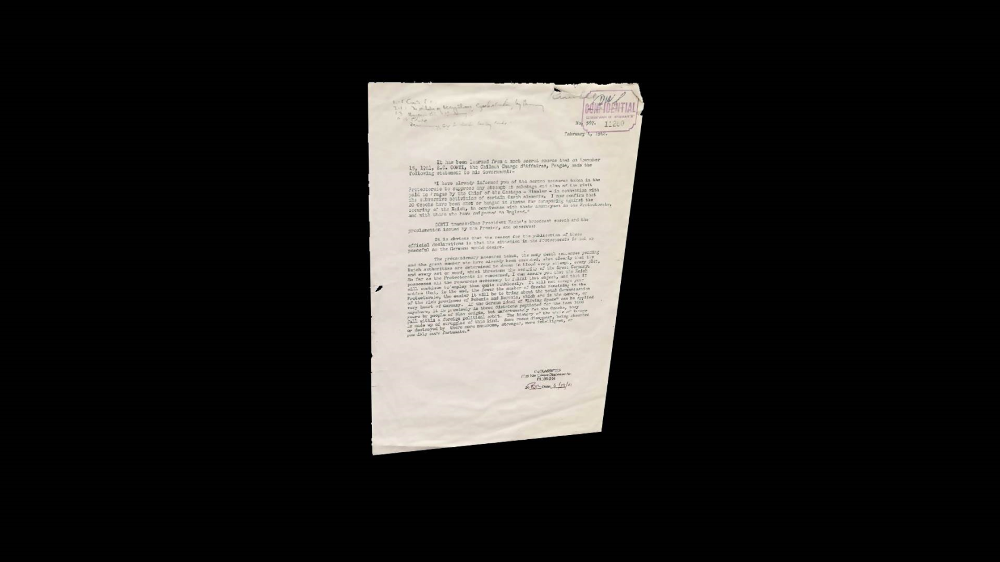 CONFIDENTIAL
No. 567. 11260
February 6, 1942.
It has been learned from a most secret source that on November
15, 1941, S.G. CONTI, the Chilean Charge d'Affaires, Prague, made the
following statement to his Government:-
"I have already informed you of the severe measures taken in the
Protectorate to suppress any attempt at sabotage and also of the visit
paid to Prague by the Chief of the Gestapo - Himmler - in connection with
the subversive activities of certain Czech elements. I now confirm that
20 Czechs have been shot or hanged in Vienna for conspiring against the
security of the Reich, in connivance with their countrymen in the Protectorate,
and with those who have emigrated to England."
CONTI transcribes President Hacha's broadcast speech and the
proclamation issued by the Premier, and observes:
It is obvious that the reason for the publication of these
official declarations is that the situation in the Protectorate is not so
peaceful as the Germans would desire.
The precautionary measures taken, the many death sentences pending
and the great number who have already been executed, show clearly that the
Reich Authorities are determined to drown in blood every attempt, every plot,
and every act or word, which threatens the security of the Great Germany.
So far as the Protectorate is concerned, I can assure you that the Reich
possesses all the resources necessary to fulfil that object, and that it
will continue to employ them quite ruthlessly. It will not escape your
notice that, in the end, the fewer the number of Czechs remaining in the
Protectorate, the easier it will be to bring about the total Germanisation
of the rich provinces of Bohemia and Moravia, which are in the centre, or
very heart of Germany. If the German ideal of "Living Space" can be applied
anywhere, it is precisely in those districts populated for the last 1000
years by people of Slav origin, but unfortunately for the Czechs, they
fall within a foreign political orbit. The history of the whole of Europe
is made up of struggles of this kind. Some races disappear, being absorbed
or destroyed by those more numerous, stronger, more intelligent, or
possibly more fortunate."
DECLASSIFIED